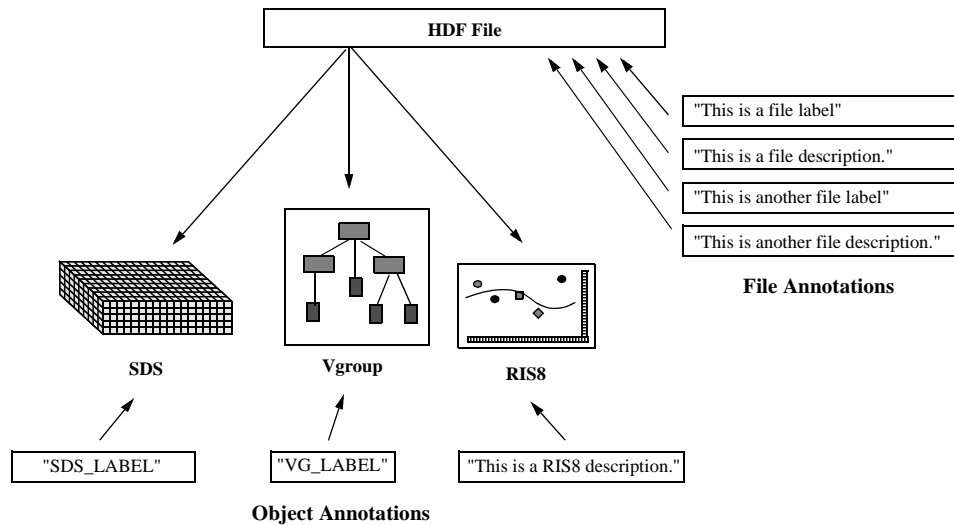 HDF File
"This is a file label"
"This is a file description."
"This is another file label"
"This is another file description."
File Annotations
SDS
Vgroup
RIS8
"SDS_LABEL"
"VG_LABEL"
"This is a RIS8 description."
Object Annotations